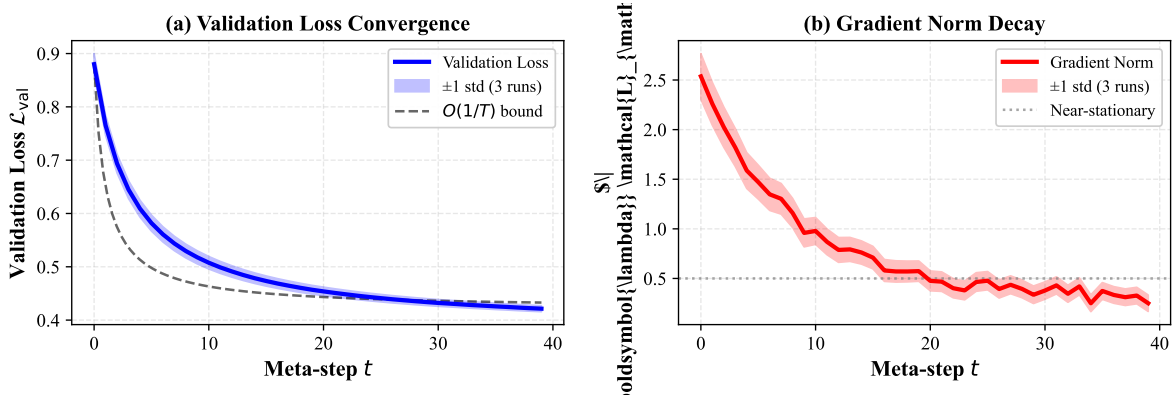 (a) Validation Loss Convergence
Validation Loss
±1 std (3 runs)
O(1/T) bound
Validation Loss ℒval
0.9
0.8
0.7
0.6
0.5
0.4
0 10 20 30 40
Meta-step t
(b) Gradient Norm Decay
Gradient Norm
±1 std (3 runs)
Near-stationary
$\|
oldsymbol{\lambda}} \mathcal{L}_{\math
2.5
2.0
1.5
1.0
0.5
0 10 20 30 40
Meta-step t